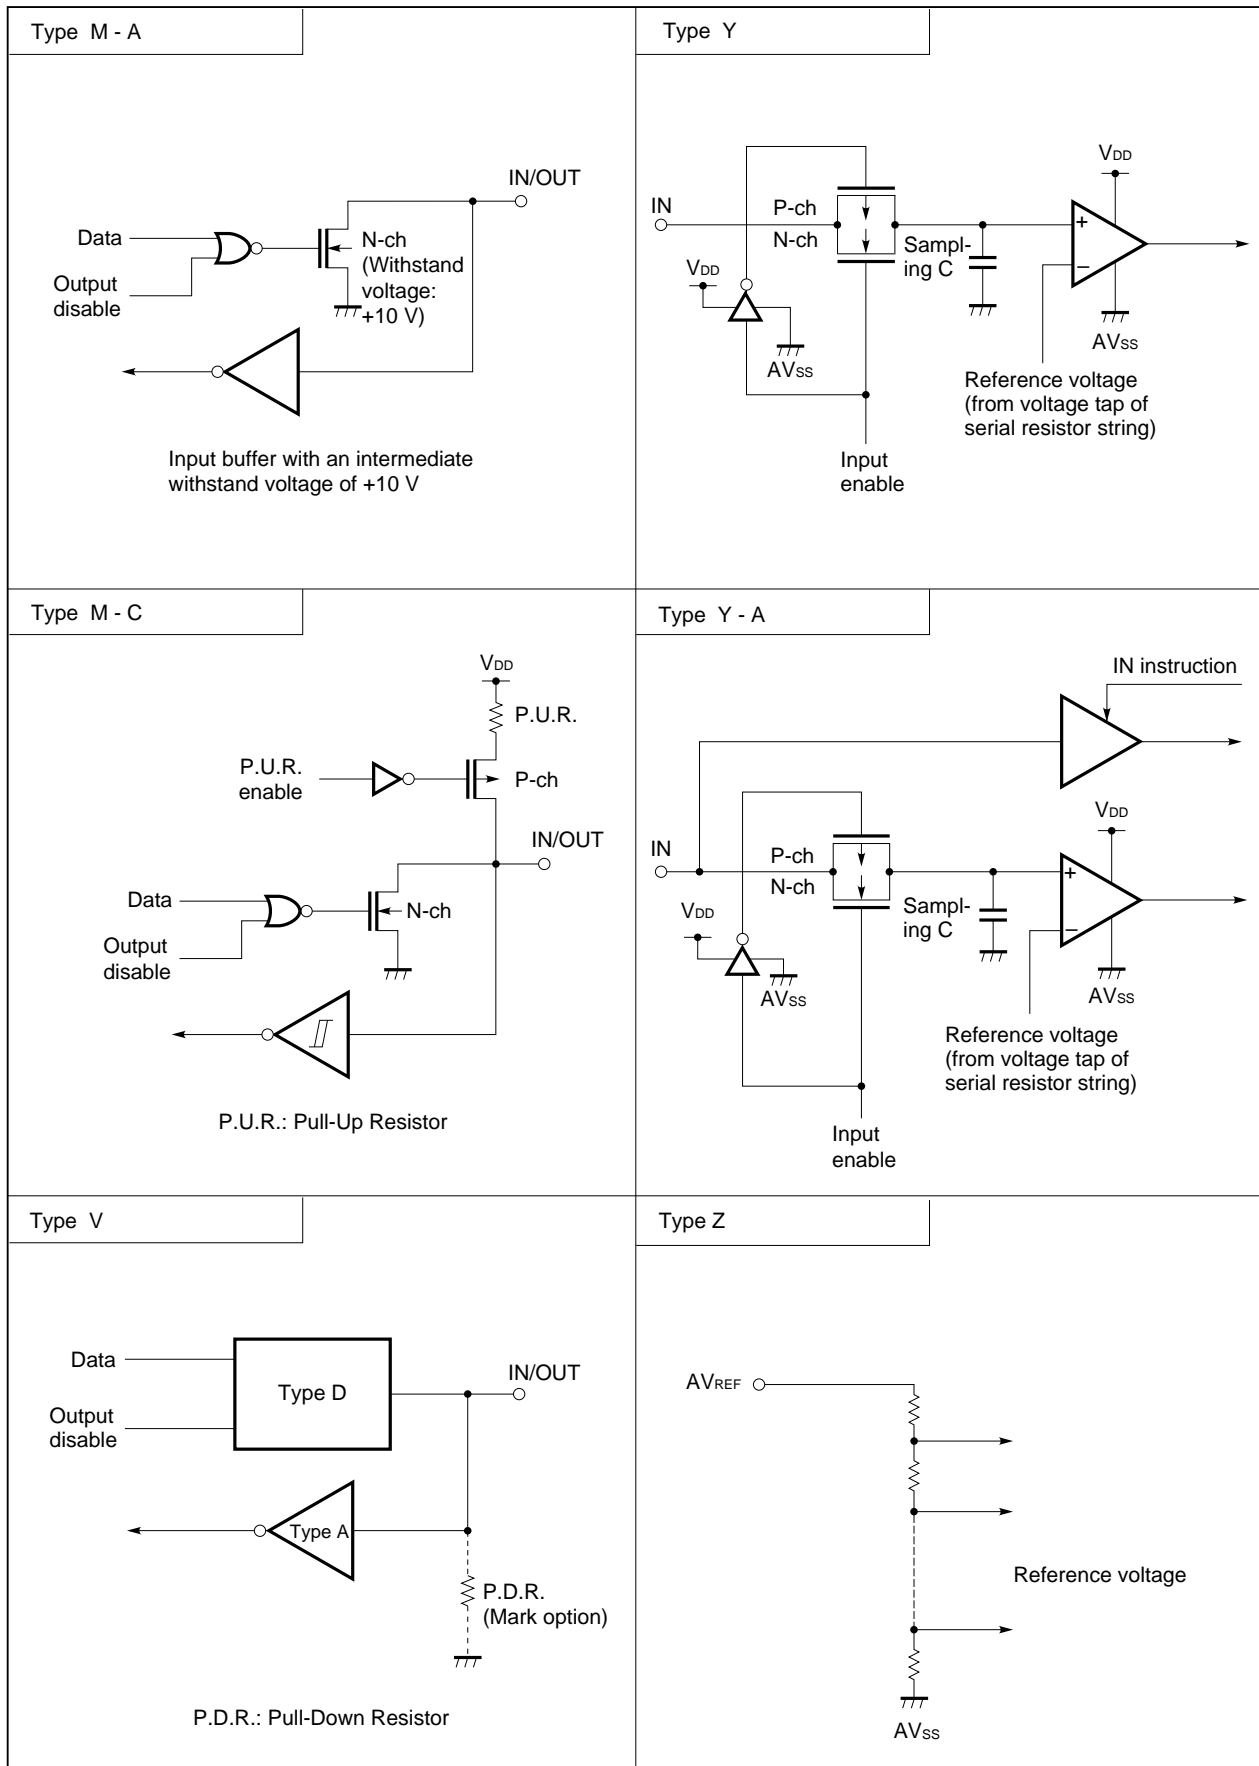 Type M - A
IN/OUT
Data
Output
disable
N-ch
(Withstand
voltage:
+10 V)
Input buffer with an intermediate
withstand voltage of +10 V
Type Y
VDD
IN
P-ch
N-ch
+
−
Sampl-
ing C
VDD
AVSS
AVSS
Reference voltage
(from voltage tap of
serial resistor string)
Input
enable
Type M - C
VDD
P.U.R.
P.U.R.
enable
P-ch
IN/OUT
Data
N-ch
Output
disable
P.U.R.: Pull-Up Resistor
Type Y - A
IN instruction
VDD
IN
P-ch
N-ch
+
−
Sampl-
ing C
VDD
AVSS
AVSS
Reference voltage
(from voltage tap of
serial resistor string)
Input
enable
Type V
Data
Type D
IN/OUT
Output
disable
Type A
P.D.R.
(Mark option)
P.D.R.: Pull-Down Resistor
Type Z
AVREF
Reference voltage
AVSS